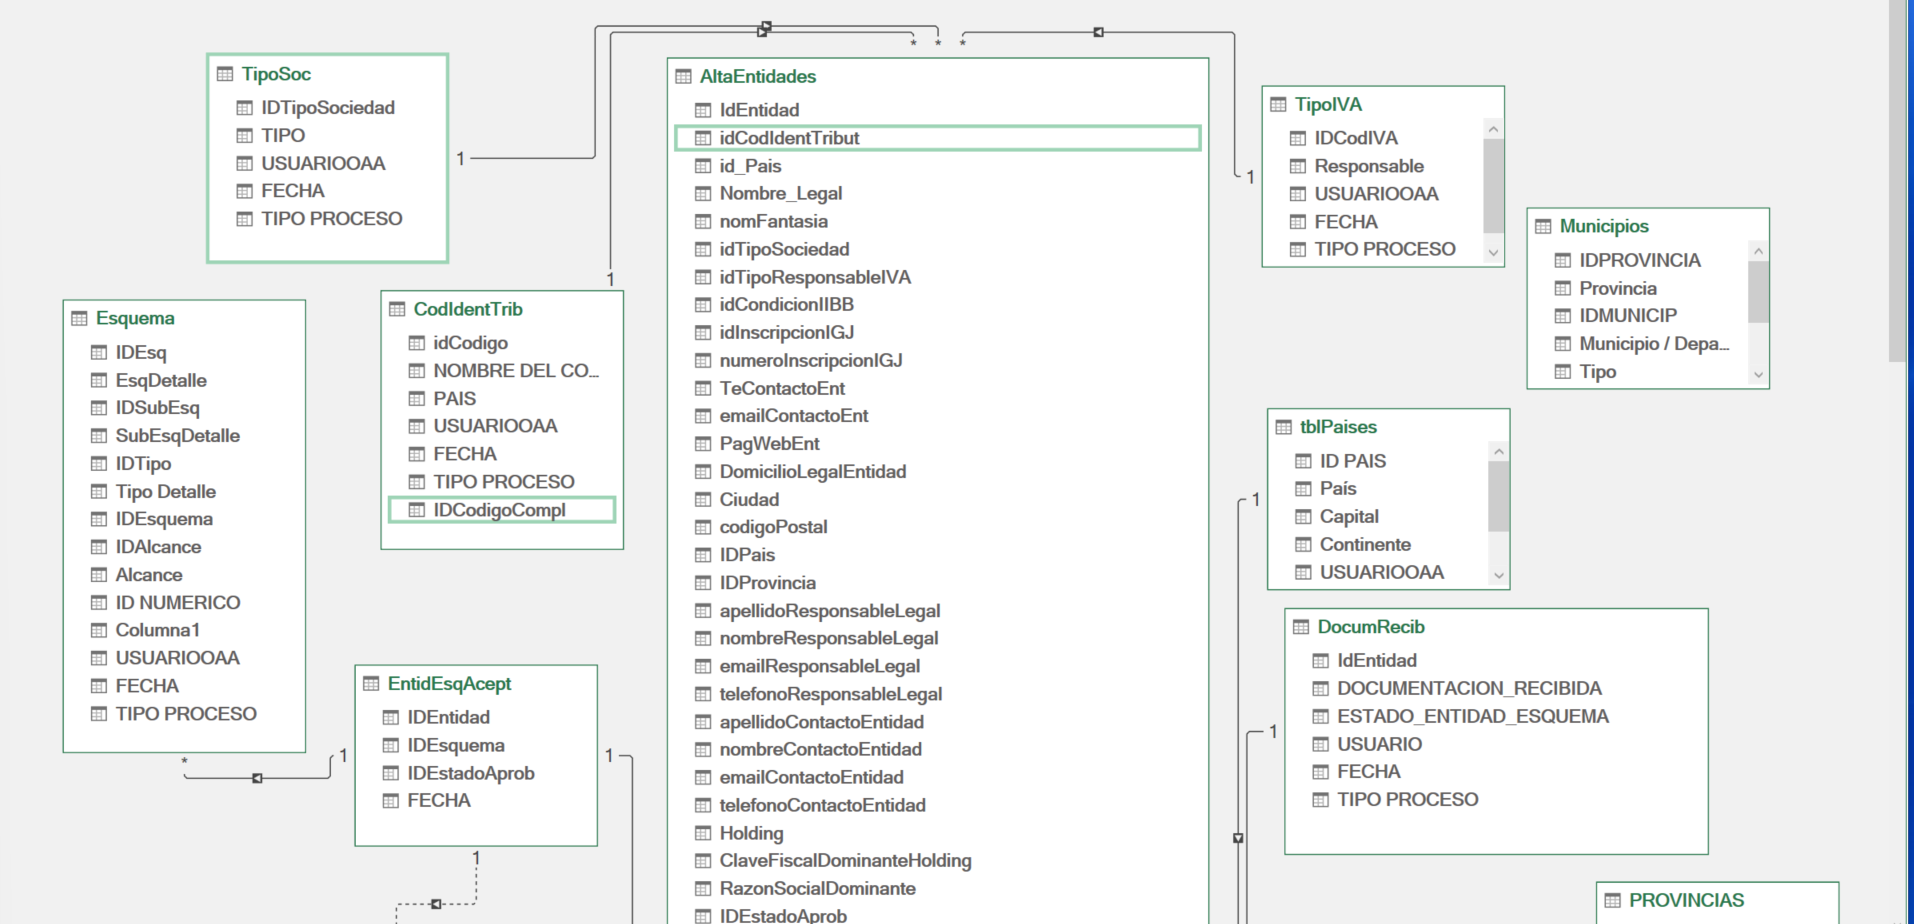 *
*
*
TipoSoc
IDTipoSociedad
TIPO
USUARIOOAA
FECHA
TIPO PROCESO
1
AltaEntidades
IdEntidad
idCodIdentTribut
id_Pais
Nombre_Legal
nomFantasia
idTipoSociedad
idTipoResponsableIVA
idCondicionIIBB
idInscripcionIGJ
numeroInscripcionIGJ
TeContactoEnt
emailContactoEnt
PagWebEnt
DomicilioLegalEntidad
Ciudad
codigoPostal
IDPais
IDProvincia
apellidoResponsableLegal
nombreResponsableLegal
emailResponsableLegal
telefonoResponsableLegal
apellidoContactoEntidad
nombreContactoEntidad
emailContactoEntidad
telefonoContactoEntidad
Holding
ClaveFiscalDominanteHolding
RazonSocialDominante
IDEstadoAprob
TipoIVA
IDCodIVA
Responsable
USUARIOOAA
FECHA
TIPO PROCESO
1
Municipios
IDPROVINCIA
Provincia
IDMUNICIP
Municipio / Depa...
Tipo
Esquema
IDEsq
EsqDetalle
IDSubEsq
SubEsqDetalle
IDTipo
Tipo Detalle
IDEsquema
IDAlcance
Alcance
ID NUMERICO
Columna1
USUARIOOAA
FECHA
TIPO PROCESO
*
1
CodIdentTrib
idCodigo
NOMBRE DEL CO...
PAIS
USUARIOOAA
FECHA
TIPO PROCESO
IDCodigoCompl
1
tblPaises
ID PAIS
País
Capital
Continente
USUARIOOAA
1
EntidEsqAcept
IDEntidad
IDEsquema
IDEstadoAprob
FECHA
1
1
1
DocumRecib
IdEntidad
DOCUMENTACION_RECIBIDA
ESTADO_ENTIDAD_ESQUEMA
USUARIO
FECHA
TIPO PROCESO
1
PROVINCIAS